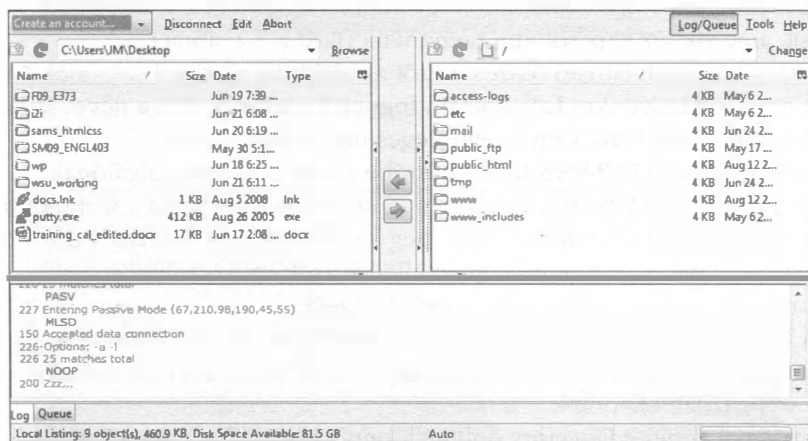 Create an account... Disconnect Edit Abort Log/Queue Tools Help
C:\Users\UM\Desktop Browse
Name Size Date Type
F09_E373 Jun 19 7:39 ...
i2i Jun 21 6:08 ...
sams_htmlcss Jun 20 6:19 ...
SM09_ENGL403 May 30 5:1...
wp Jun 18 6:25 ...
wsu_working Jun 21 6:11 ...
docs.lnk 1 KB Aug 5 2008 lnk
putty.exe 412 KB Aug 26 2005 exe
training_cal_edited.docx 17 KB Jun 17 2:08 ... docx
/ Change
Name Size Date
access-logs 4 KB May 6 2...
etc 4 KB May 6 2...
mail 4 KB Jun 24 2...
public_ftp 4 KB May 17 ...
public_html 4 KB Aug 12 2...
tmp 4 KB Jun 24 2...
www 4 KB Aug 12 2...
www_includes 4 KB May 6 2...
226 25 matches total
PASV
227 Entering Passive Mode (67,210,98,190,45,55)
MLSD
150 Accepted data connection
226-Options: -a -l
226 25 matches total
NOOP
200 Zzz...
Log Queue
Local Listing: 9 object(s), 460.9 KB, Disk Space Available: 81.5 GB Auto